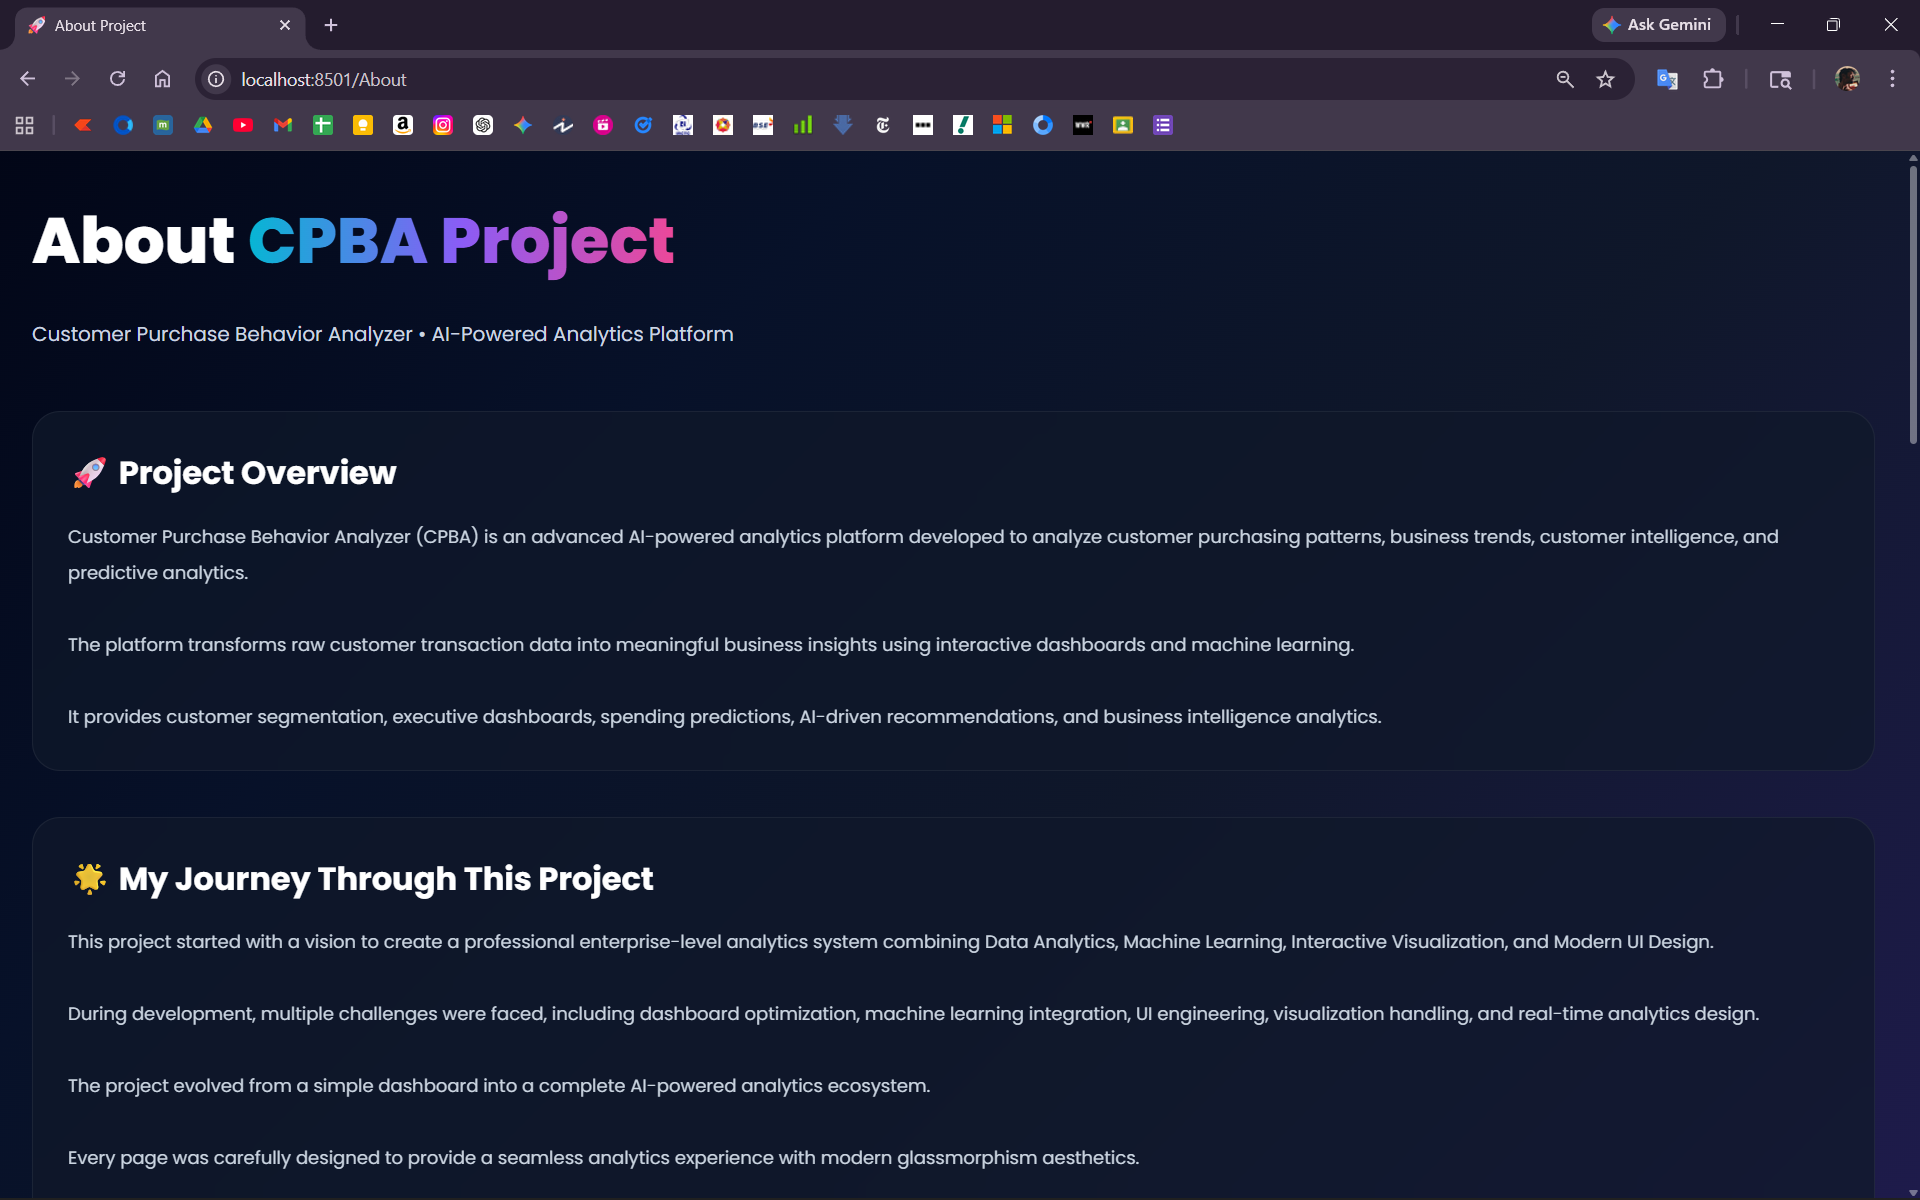 About Project
Ask Gemini
localhost:8501/About
About CPBA Project
Customer Purchase Behavior Analyzer • AI-Powered Analytics Platform
🚀 Project Overview
Customer Purchase Behavior Analyzer (CPBA) is an advanced AI-powered analytics platform developed to analyze customer purchasing patterns, business trends, customer intelligence, and
predictive analytics.
The platform transforms raw customer transaction data into meaningful business insights using interactive dashboards and machine learning.
It provides customer segmentation, executive dashboards, spending predictions, AI-driven recommendations, and business intelligence analytics.
🌟 My Journey Through This Project
This project started with a vision to create a professional enterprise-level analytics system combining Data Analytics, Machine Learning, Interactive Visualization, and Modern UI Design.
During development, multiple challenges were faced, including dashboard optimization, machine learning integration, UI engineering, visualization handling, and real-time analytics design.
The project evolved from a simple dashboard into a complete AI-powered analytics ecosystem.
Every page was carefully designed to provide a seamless analytics experience with modern glassmorphism aesthetics.